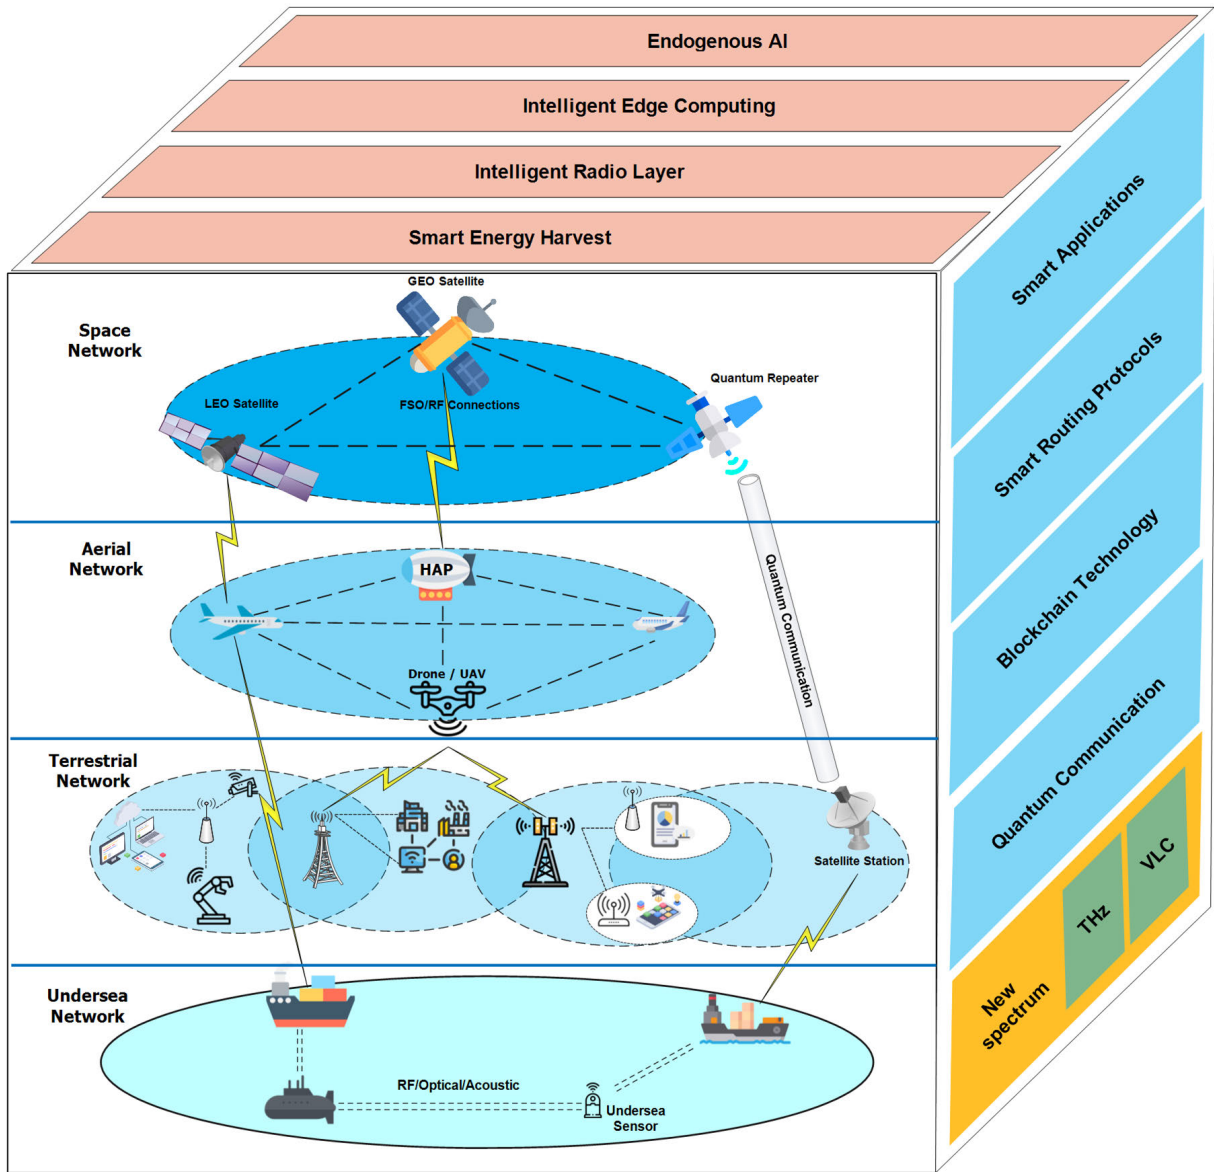 Endogenous AI
Intelligent Edge Computing
Intelligent Radio Layer
Smart Energy Harvest
Smart Applications
Smart Routing Protocols
Blockchain Technology
Quantum Communication
New
spectrum
THz
VLC
Space
Network
GEO Satellite
LEO Satellite
FSO/RF Connections
Quantum Repeater
Quantum Communication
Aerial
Network
HAP
Drone / UAV
Terrestrial
Network
Satellite Station
Undersea
Network
RF/Optical/Acoustic
Undersea
Sensor